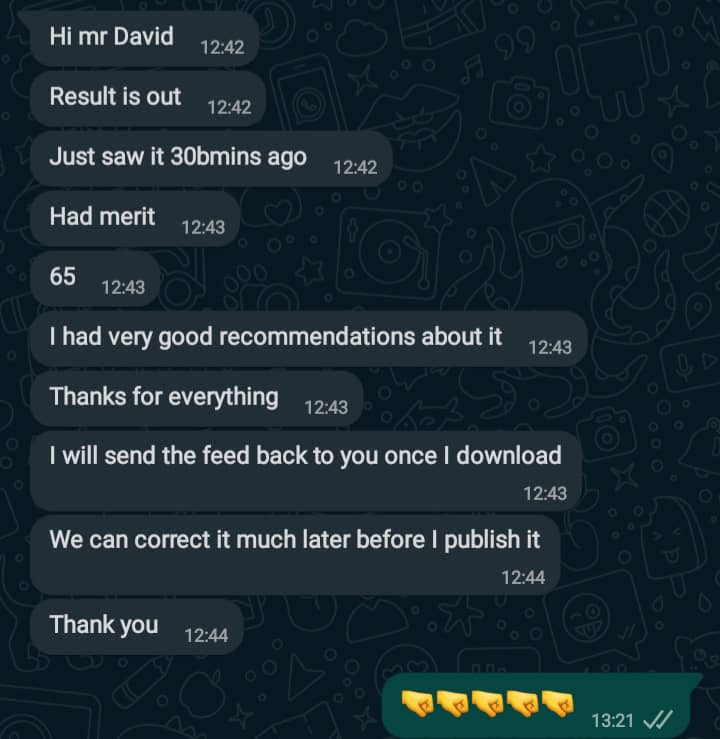 Hi mr David 12:42
Result is out 12:42
Just saw it 30bmins ago 12:42
Had merit 12:43
65 12:43
I had very good recommendations about it 12:43
Thanks for everything 12:43
I will send the feed back to you once I download
12:43
We can correct it much later before I publish it
12:44
Thank you 12:44
🤜🤜🤜🤜🤜 13:21